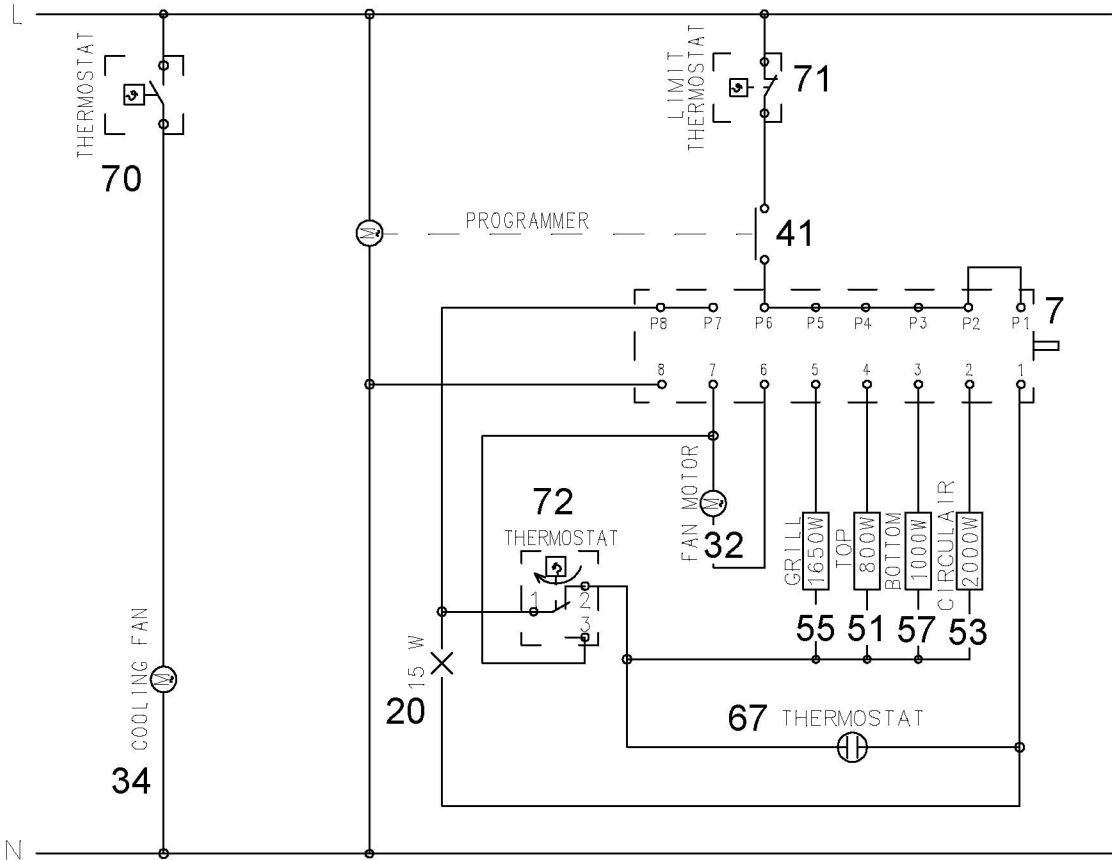 L
THERMOSTAT
70
LIMIT
THERMOSTAT
71
M
PROGRAMMER
41
7
P8 P7 P6 P5 P4 P3 P2 P1
8 7 6 5 4 3 2 1
FAN MOTOR
M
32
72
THERMOSTAT
1 2
3
GRILL
1650W
TOP
800W
BOTTOM
1000W
CIRCULAIR
2000W
55 51 57 53
15 W
20
COOLING FAN
M
34
67 THERMOSTAT
N